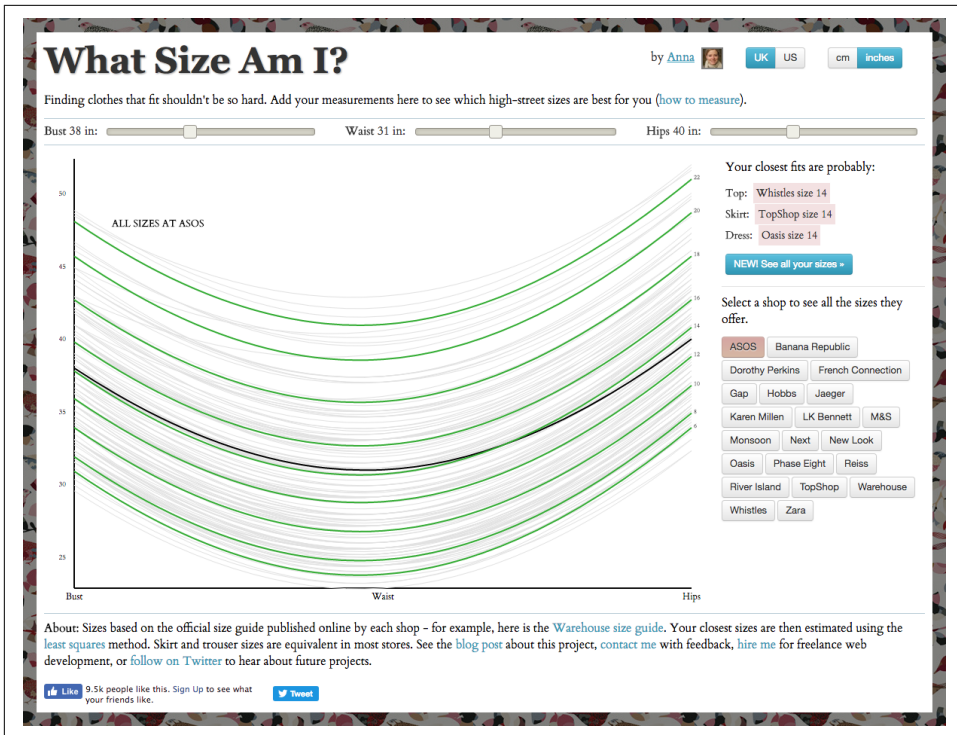 What Size Am I?
by Anna
UK US
cm inches
Finding clothes that fit shouldn't be so hard. Add your measurements here to see which high-street sizes are best for you (how to measure).
Bust 38 in:
Waist 31 in:
Hips 40 in:
ALL SIZES AT ASOS
50
45
40
35
30
25
22
20
18
16
14
12
10
8
6
Bust
Waist
Hips
Your closest fits are probably:
Top: Whistles size 14
Skirt: TopShop size 14
Dress: Oasis size 14
NEW! See all your sizes »
Select a shop to see all the sizes they
offer.
ASOS Banana Republic
Dorothy Perkins French Connection
Gap Hobbs Jaeger
Karen Millen LK Bennett M&S
Monsoon Next New Look
Oasis Phase Eight Reiss
River Island TopShop Warehouse
Whistles Zara
About: Sizes based on the official size guide published online by each shop – for example, here is the Warehouse size guide. Your closest sizes are then estimated using the
least squares method. Skirt and trouser sizes are equivalent in most stores. See the blog post about this project, contact me with feedback, hire me for freelance web
development, or follow on Twitter to hear about future projects.
Like 9.5k people like this. Sign Up to see what
your friends like.
Tweet